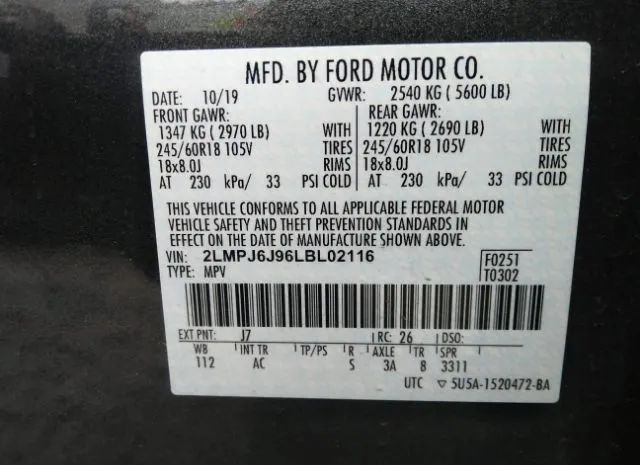 MFD. BY FORD MOTOR CO.
DATE: 10/19 GVWR: 2540 KG ( 5600 LB)
FRONT GAWR: REAR GAWR:
1347 KG ( 2970 LB) WITH 1220 KG ( 2690 LB) WITH
245/60R18 105V TIRES 245/60R18 105V TIRES
18x8.0J RIMS 18x8.0J RIMS
AT 230 kPa/ 33 PSI COLD AT 230 kPa/ 33 PSI COLD
THIS VEHICLE CONFORMS TO ALL APPLICABLE FEDERAL MOTOR
VEHICLE SAFETY AND THEFT PREVENTION STANDARDS IN
EFFECT ON THE DATE OF MANUFACTURE SHOWN ABOVE.
VIN: 2LMPJ6J96LBL02116 F0251
TYPE: MPV T0302
EXT PNT: J7 RC: 26 DSO:
WB INT TR TP/PS R AXLE TR SPR
112 AC S 3A 8 3311
UTC ▽ 5U5A-1520472-BA